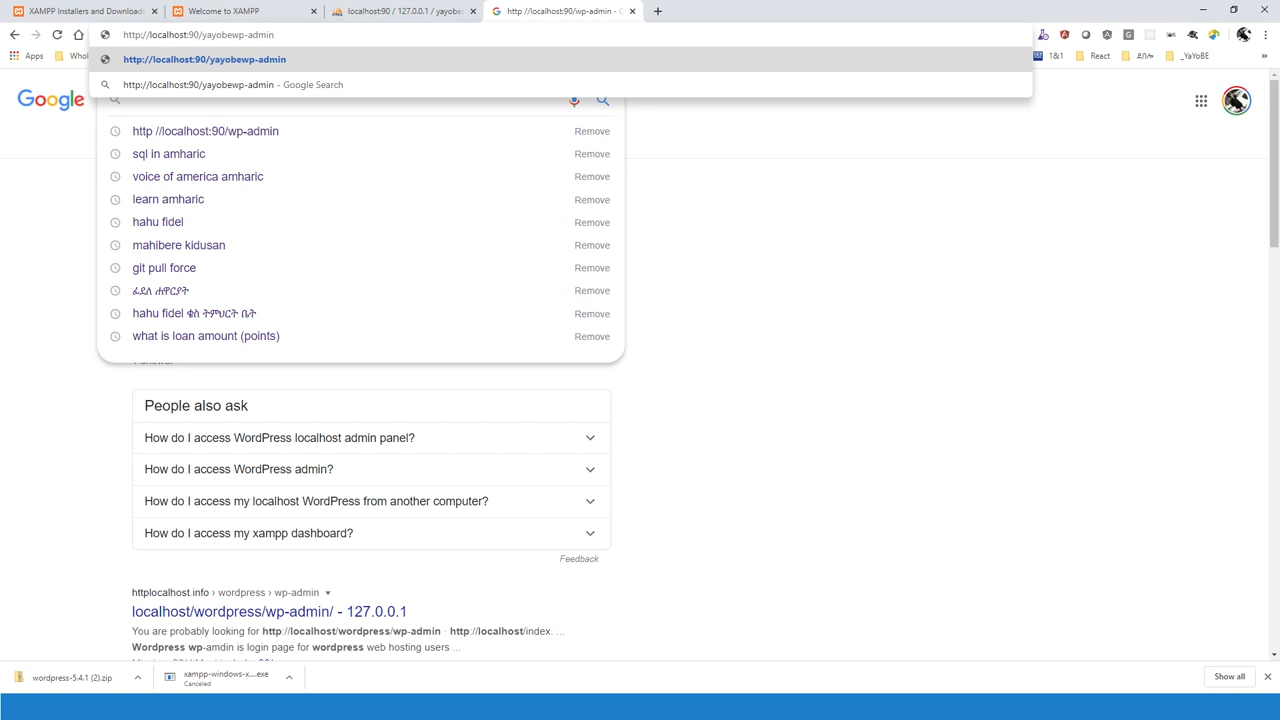 XAMPP Installers and Download
Welcome to XAMPP
localhost:90 / 127.0.0.1 / yayobe
http://localhost:90/wp-admin - G
http://localhost:90/yayobewp-admin
Apps
Whol
1&1
React
ደበሎ
_YaYoBE
http://localhost:90/yayobewp-admin
http://localhost:90/yayobewp-admin - Google Search
Google
http //localhost:90/wp-admin Remove
sql in amharic Remove
voice of america amharic Remove
learn amharic Remove
hahu fidel Remove
mahibere kidusan Remove
git pull force Remove
ፊደለ ሐዋርያት Remove
hahu fidel ቄስ ትምህርት ቤት Remove
what is loan amount (points) Remove
People also ask
How do I access WordPress localhost admin panel?
How do I access WordPress admin?
How do I access my localhost WordPress from another computer?
How do I access my xampp dashboard?
Feedback
httplocalhost.info › wordpress › wp-admin
localhost/wordpress/wp-admin/ - 127.0.0.1
You are probably looking for http://localhost/wordpress/wp-admin · http://localhost/index. ...
Wordpress wp-amdin is login page for wordpress web hosting users ...
wordpress-5.4.1 (2).zip
xampp-windows-x....exe
Canceled
Show all